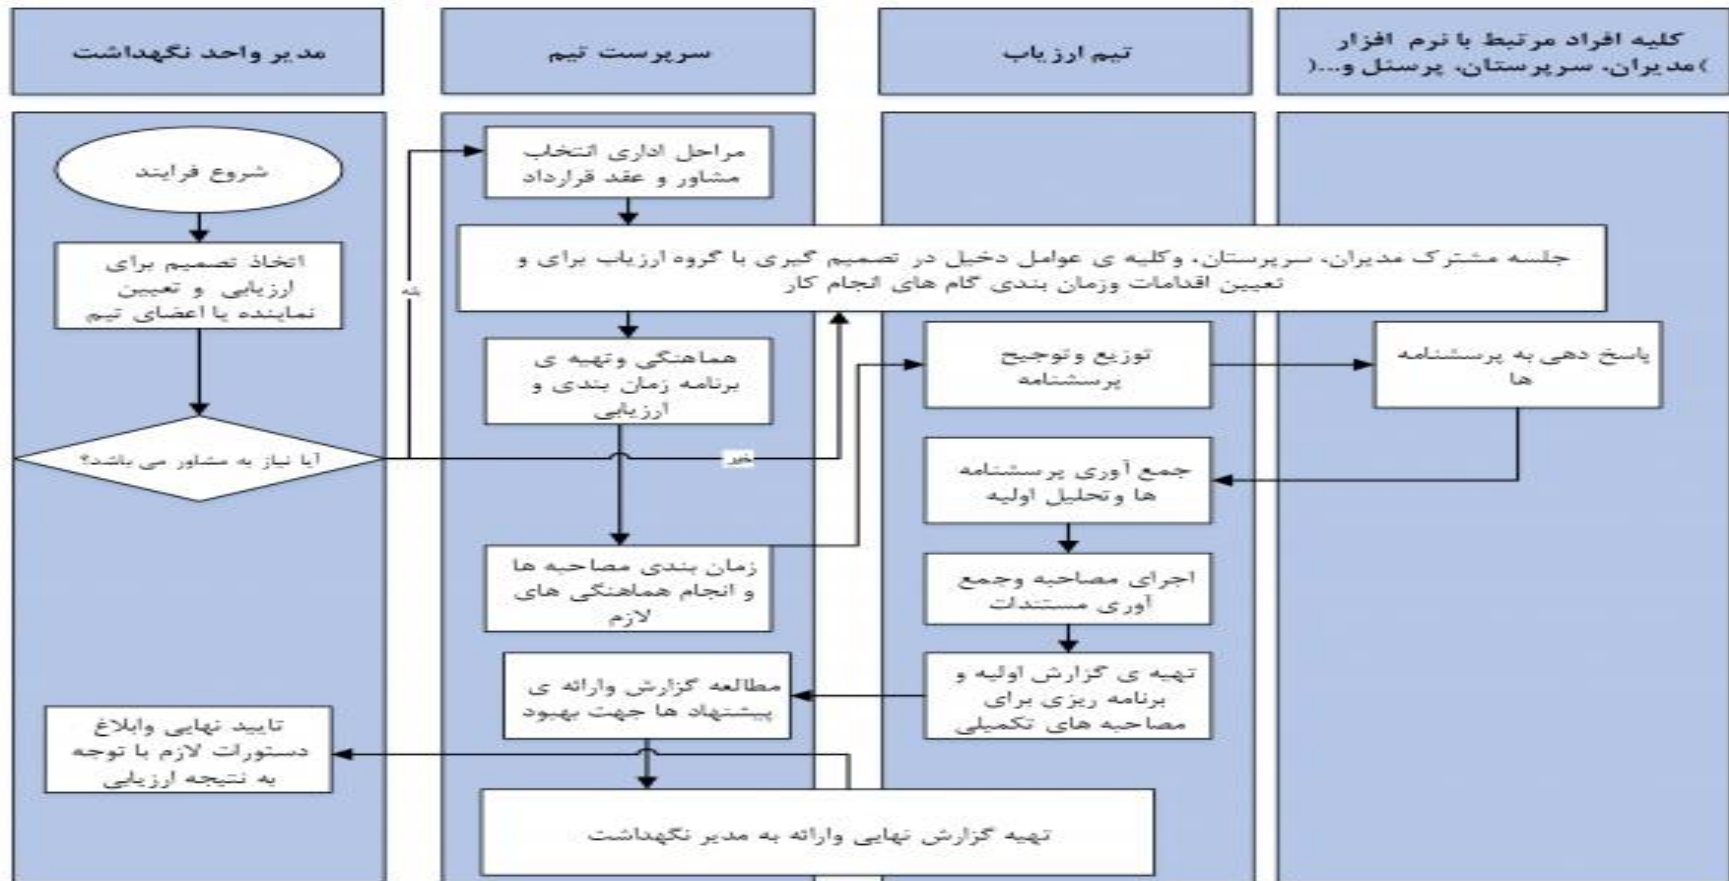 مدیر واحد نگهداشت
سرپرست تیم
تیم ارزیاب
کلیه افراد مرتبط با نرم افزار
)مدیران، سرپرستان، پرسنل و...(
شروع فرایند
اتخاذ تصمیم برای
ارزیابی و تعیین
نماینده یا اعضای تیم
آیا نیاز به مشاور می باشد؟
خیر
مراحل اداری انتخاب
مشاور و عقد قرارداد
جلسه مشترک مدیران، سرپرستان، وکلیه ی عوامل دخیل در تصمیم گیری با گروه ارزیاب برای و
تعیین اقدامات وزمان بندی گام های انجام کار
هماهنگی وتهیه ی
برنامه زمان بندی و
ارزیابی
زمان بندی مصاحبه ها
و انجام هماهنگی های
لازم
توزیع وتوجیح
پرسشنامه
پاسخ دهی به پرسشنامه
ها
جمع آوری پرسشنامه
ها وتحلیل اولیه
اجرای مصاحبه وجمع
آوری مستندات
تهیه ی گزارش اولیه و
برنامه ریزی برای
مصاحبه های تکمیلی
مطالعه گزارش وارائه ی
پیشنهاد ها جهت بهبود
تهیه گزارش نهایی وارائه به مدیر نگهداشت
تایید نهایی وابلاغ
دستورات لازم با توجه
به نتیجه ارزیابی